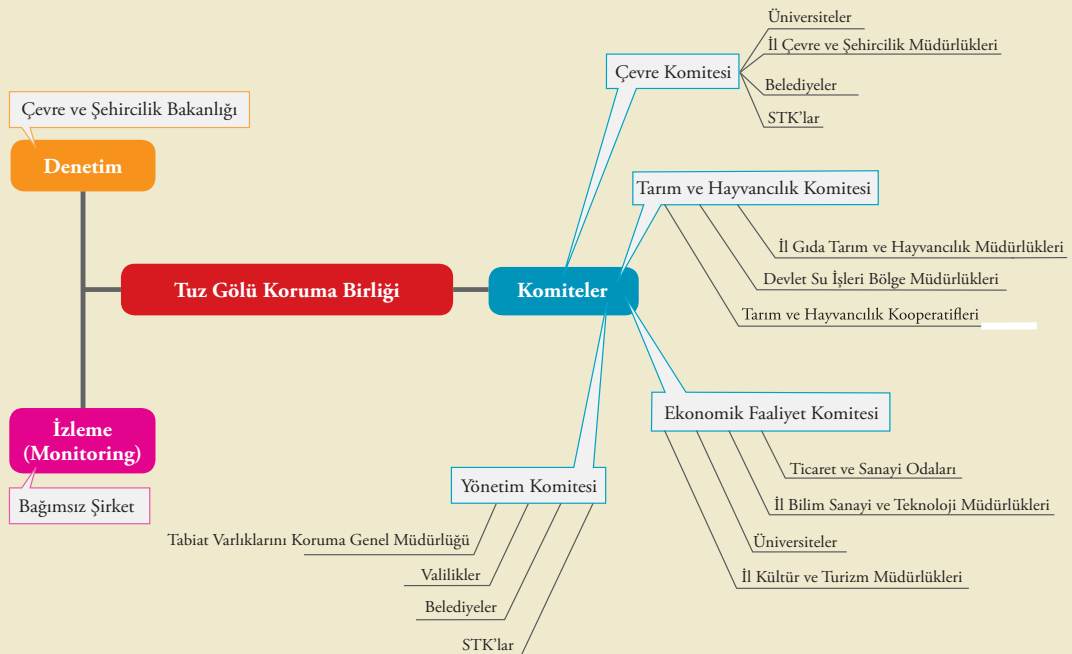 Üniversiteler
İl Çevre ve Şehircilik Müdürlükleri
Çevre Komitesi
Belediyeler
STK'lar
Çevre ve Şehircilik Bakanlığı
Denetim
Tarım ve Hayvancılık Komitesi
İl Gıda Tarım ve Hayvancılık Müdürlükleri
Devlet Su İşleri Bölge Müdürlükleri
Tarım ve Hayvancılık Kooperatifleri
Tuz Gölü Koruma Birliği
Komiteler
Ekonomik Faaliyet Komitesi
Ticaret ve Sanayi Odaları
İl Bilim Sanayi ve Teknoloji Müdürlükleri
Üniversiteler
İl Kültür ve Turizm Müdürlükleri
İzleme
(Monitoring)
Bağımsız Şirket
Yönetim Komitesi
Tabiat Varlıklarını Koruma Genel Müdürlüğü
Valilikler
Belediyeler
STK'lar